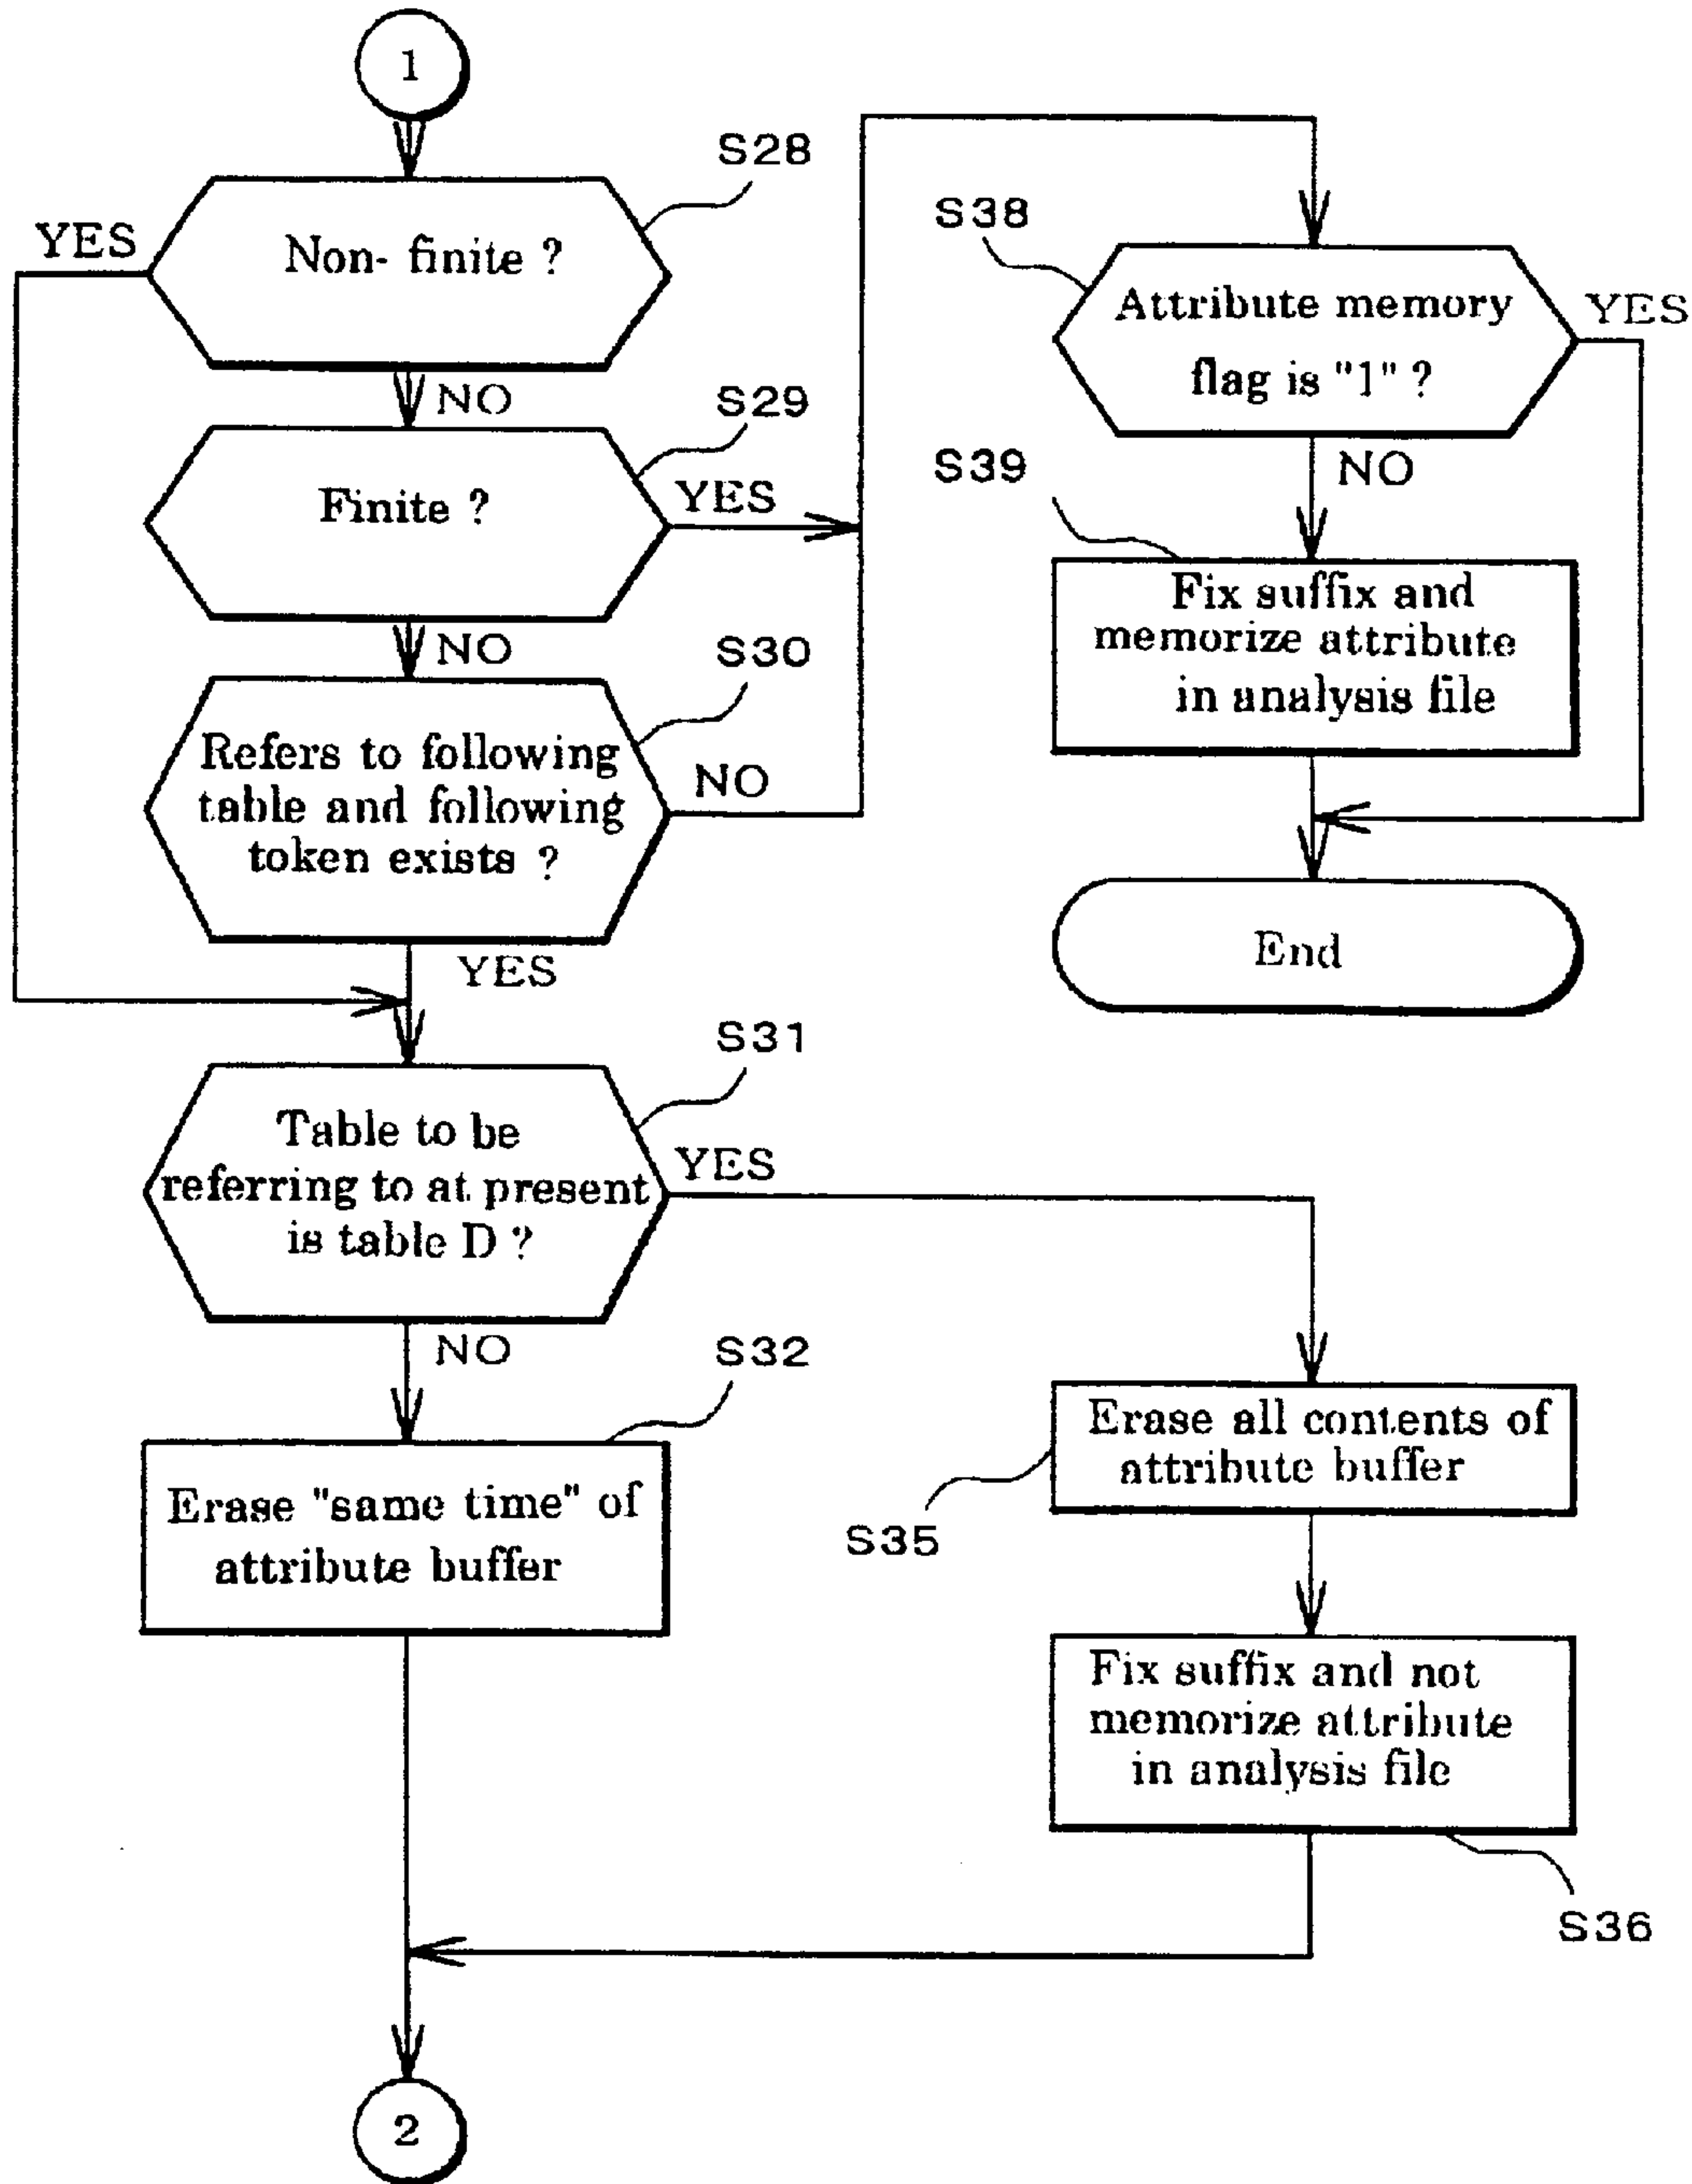 1
S28
YES
Non- finite ?
NO
S29
Finite ?
YES
NO
S30
Refers to following
table and following
token exists ?
NO
YES
S38
Attribute memory
flag is "1" ?
YES
NO
S39
Fix suffix and
memorize attribute
in analysis file
End
S31
Table to be
referring to at present
is table D ?
YES
NO
S32
Erase "same time" of
attribute buffer
Erase all contents of
attribute buffer
S35
Fix suffix and not
memorize attribute
in analysis file
S36
2